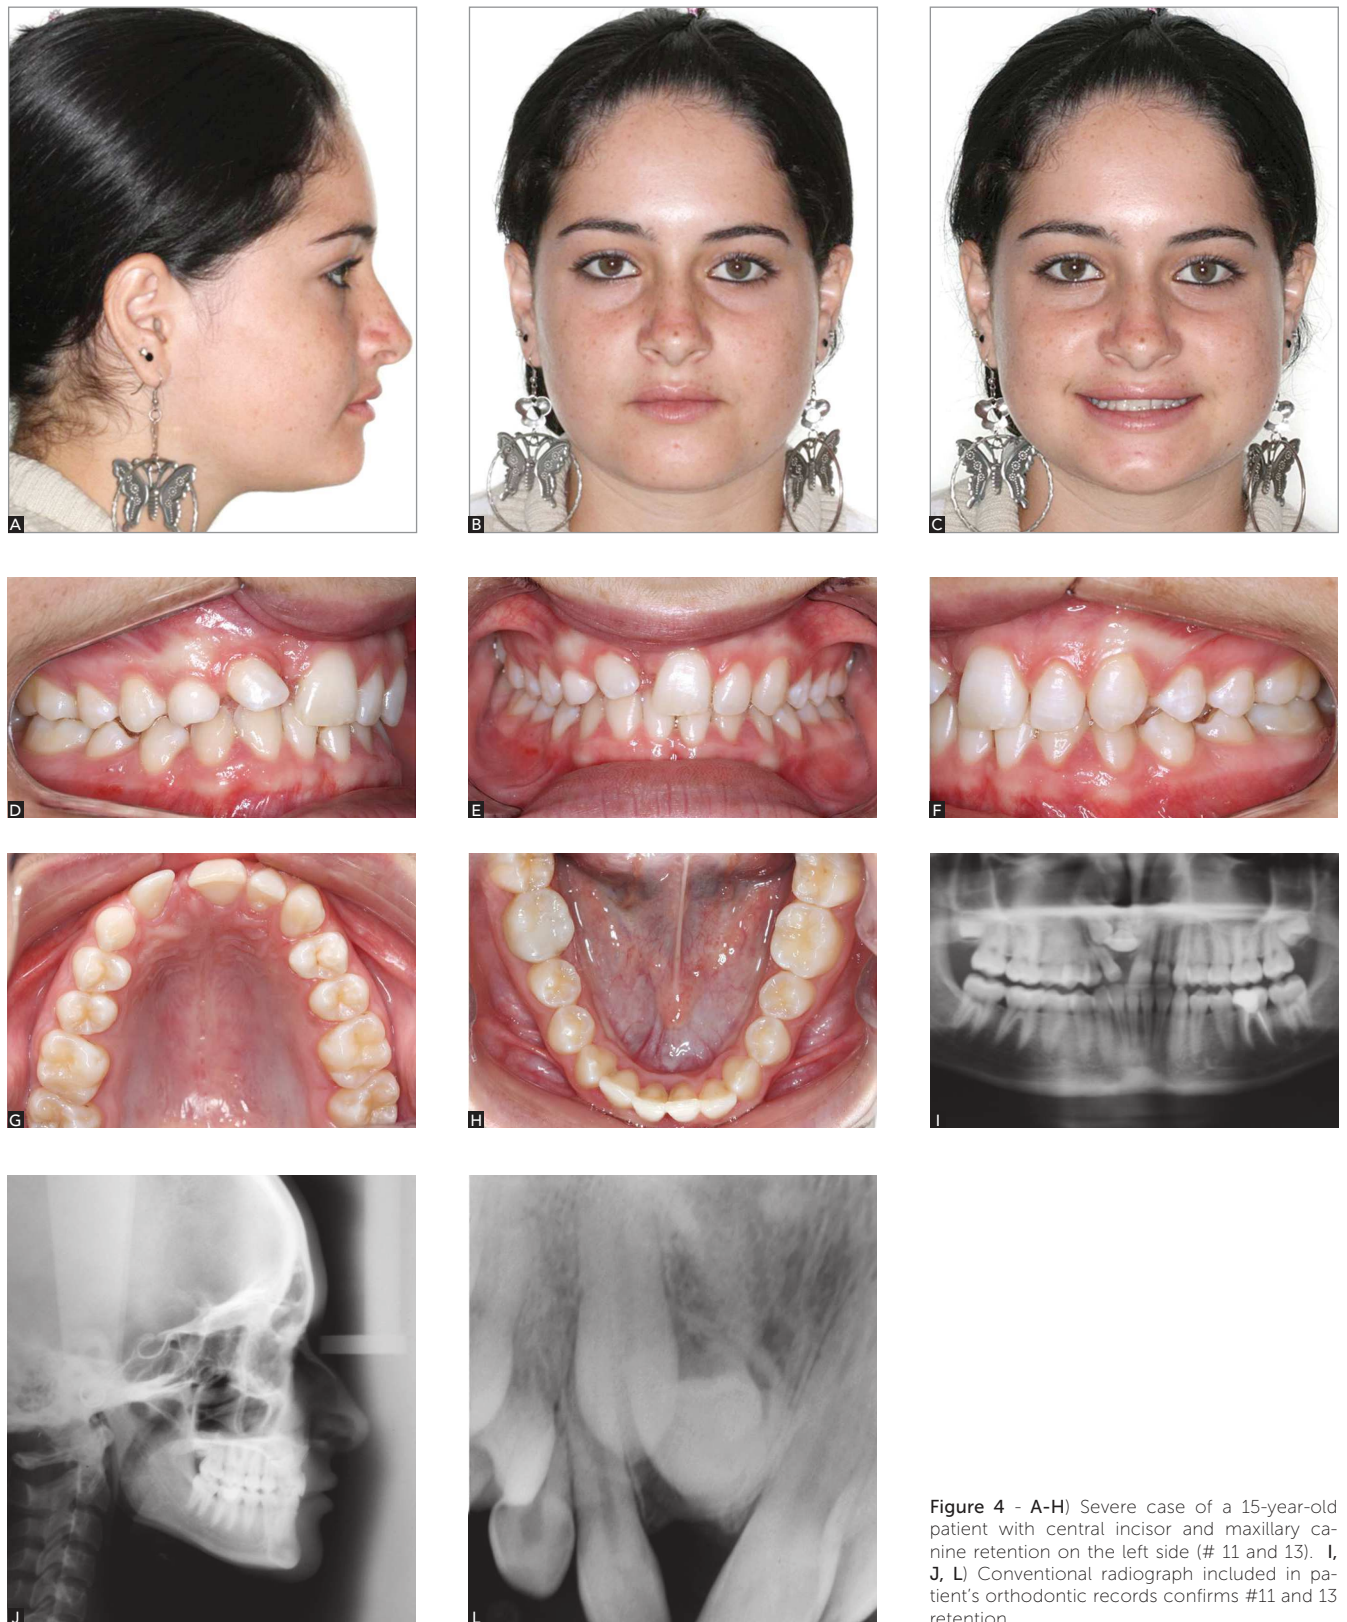 A
B
C
D
E
F
G
H
I
J
L
Figure 4 - A-H) Severe case of a 15-year-old
patient with central incisor and maxillary ca-
nine retention on the left side (# 11 and 13). I,
J, L) Conventional radiograph included in pa-
tient's orthodontic records confirms #11 and 13
retention.